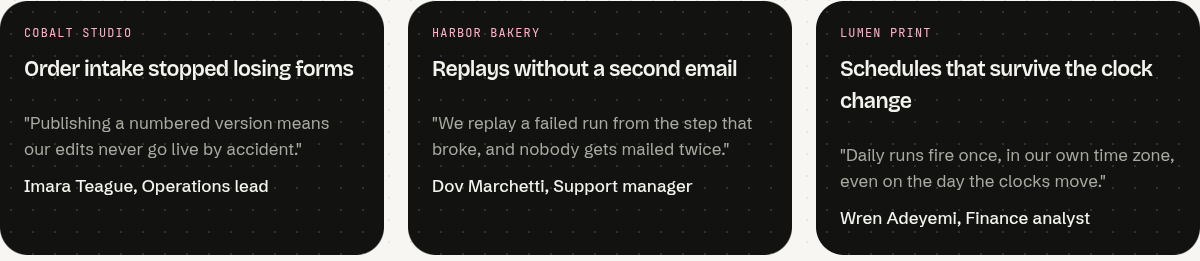 COBALT STUDIO
Order intake stopped losing forms
"Publishing a numbered version means
our edits never go live by accident."
Imara Teague, Operations lead
HARBOR BAKERY
Replays without a second email
"We replay a failed run from the step that
broke, and nobody gets mailed twice."
Dov Marchetti, Support manager
LUMEN PRINT
Schedules that survive the clock
change
"Daily runs fire once, in our own time zone,
even on the day the clocks move."
Wren Adeyemi, Finance analyst